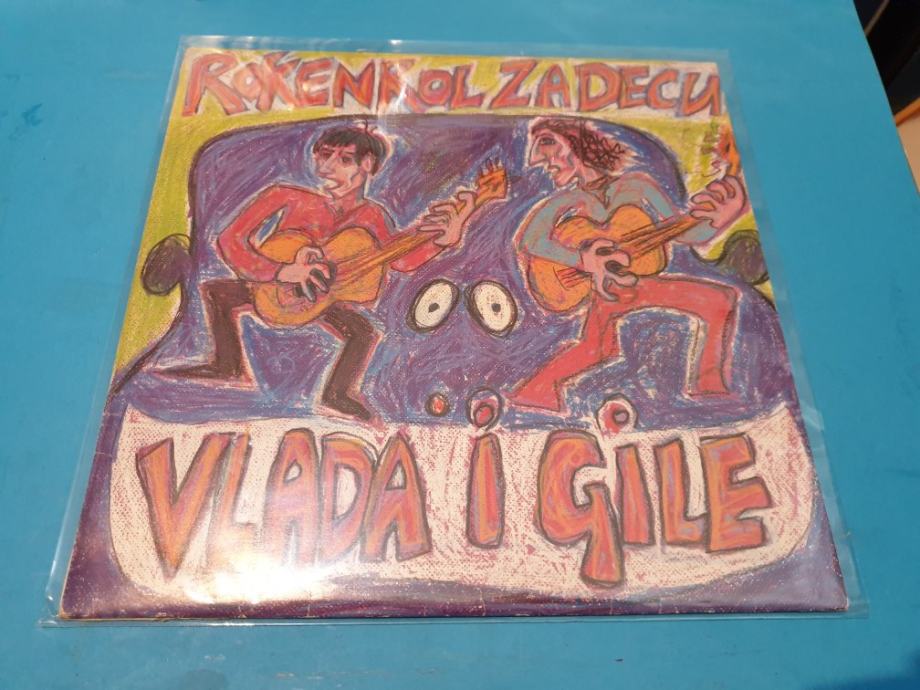 ROKENROL ZA DECU
VLADA i GILE